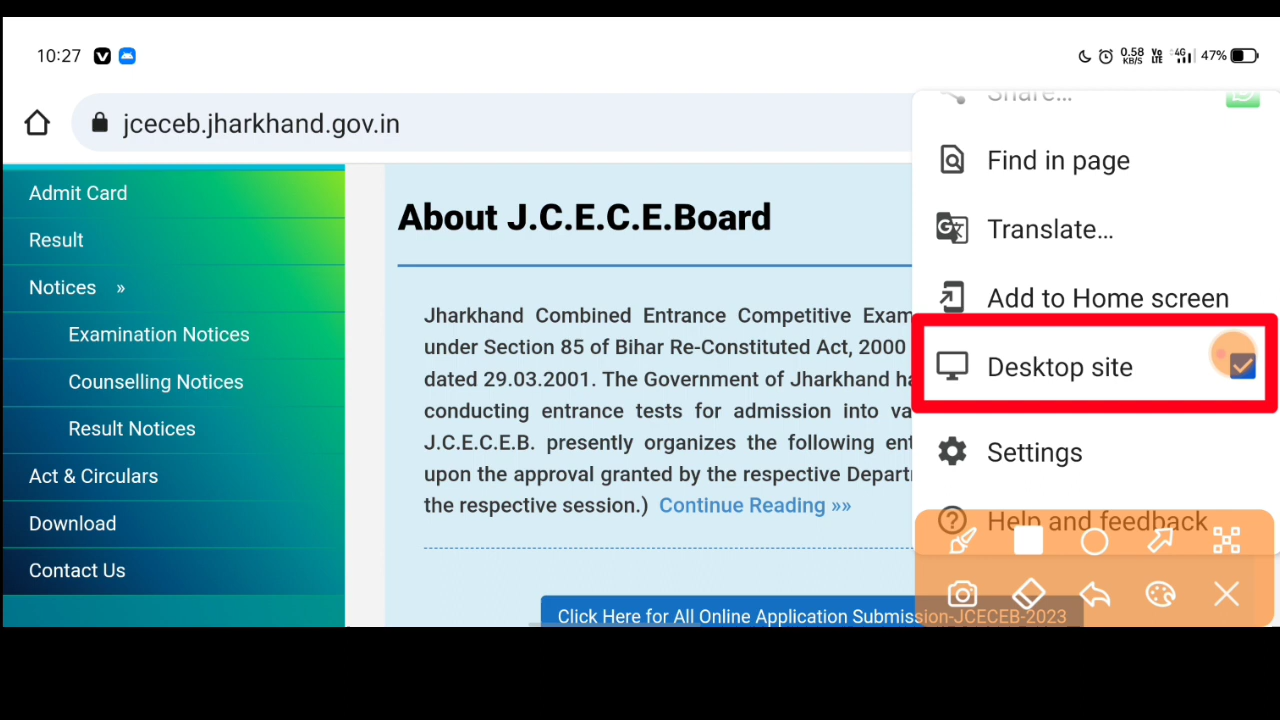 10:27
0.58 KB/S Vo LTE 4G 47%
jceceb.jharkhand.gov.in
Admit Card
Result
Notices »
Examination Notices
Counselling Notices
Result Notices
Act & Circulars
Download
Contact Us
About J.C.E.C.E.Board
Jharkhand Combined Entrance Competitive Exam
under Section 85 of Bihar Re-Constituted Act, 2000
dated 29.03.2001. The Government of Jharkhand ha
conducting entrance tests for admission into va
J.C.E.C.E.B. presently organizes the following ent
upon the approval granted by the respective Departr
the respective session.) Continue Reading »»
Click Here for All Online Application Submission-JCECEB-2023
Share...
Find in page
Translate...
Add to Home screen
Desktop site
Settings
Help and feedback